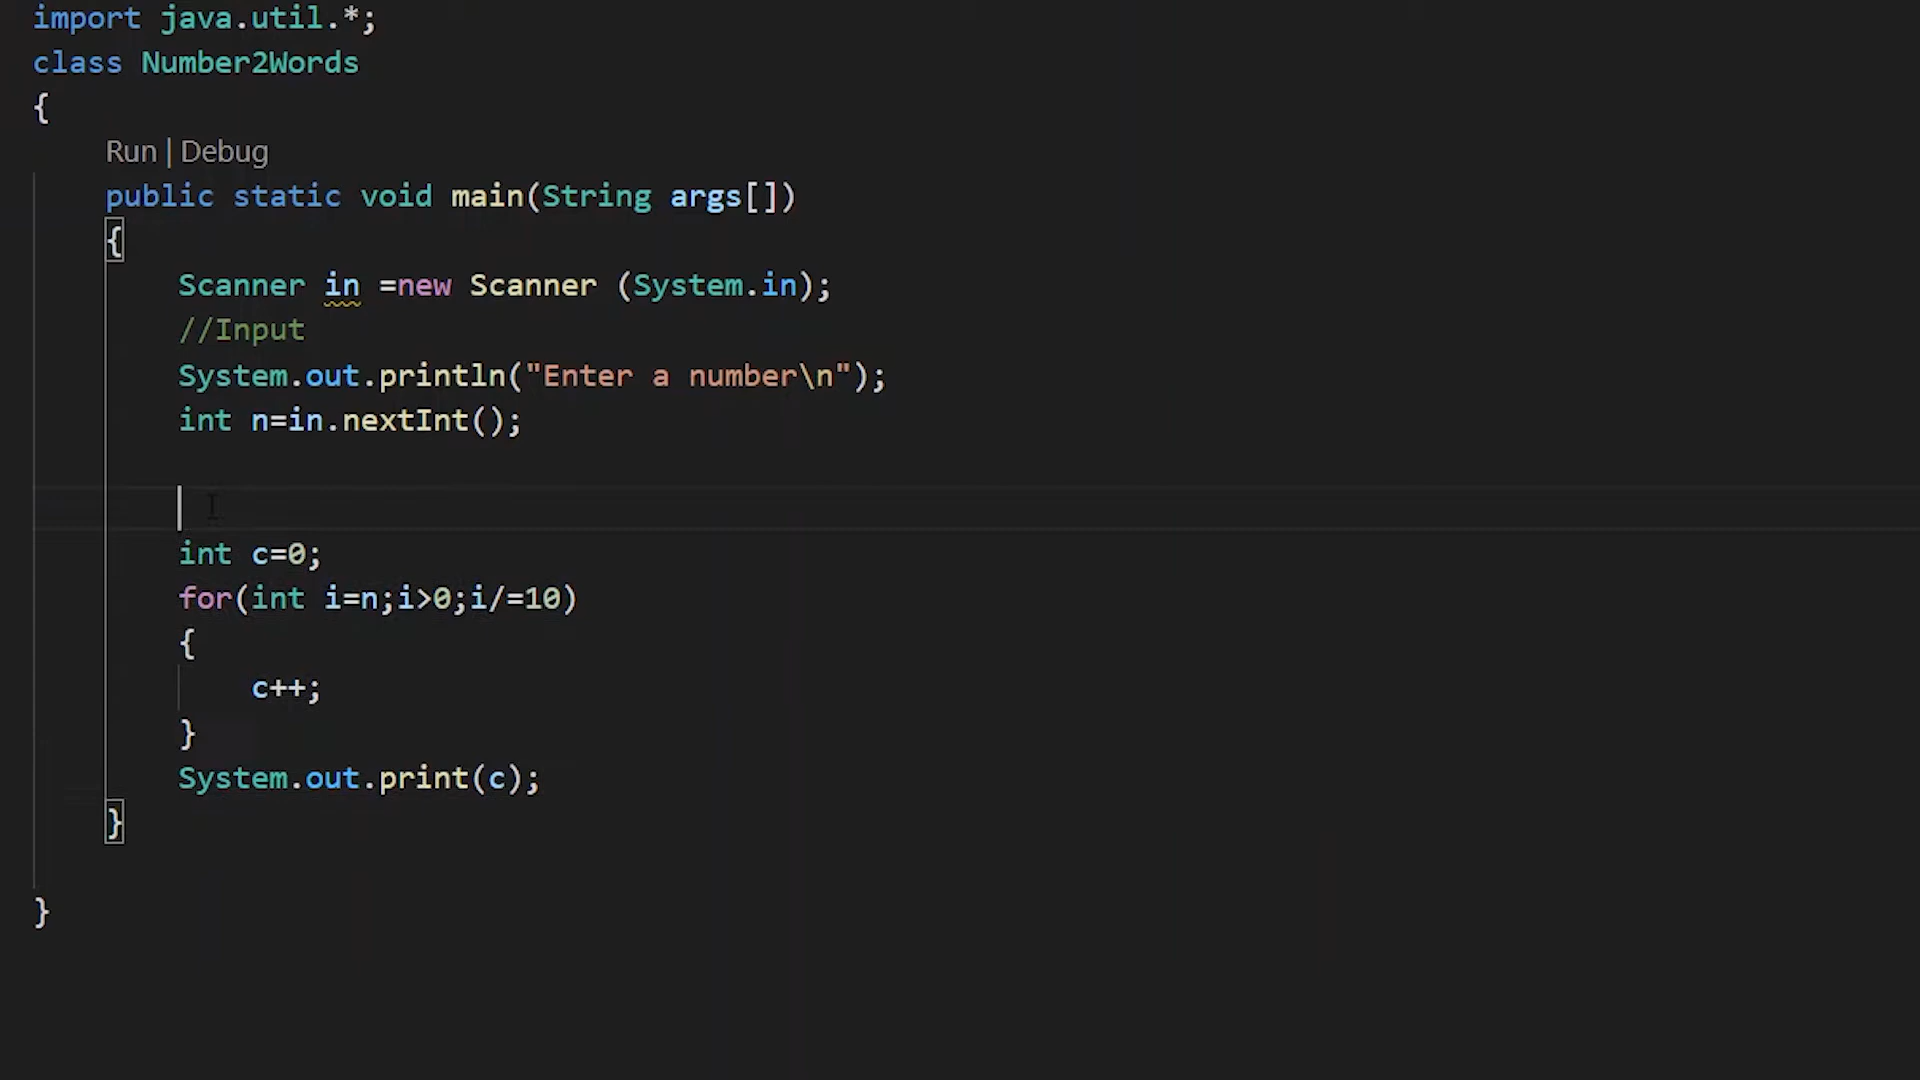 import java.util.*;
class Number2Words
{
Run | Debug
public static void main(String args[])
{
Scanner in =new Scanner (System.in);
//Input
System.out.println("Enter a number\n");
int n=in.nextInt();
int c=0;
for(int i=n;i>0;i/=10)
{
c++;
}
System.out.print(c);
}
}